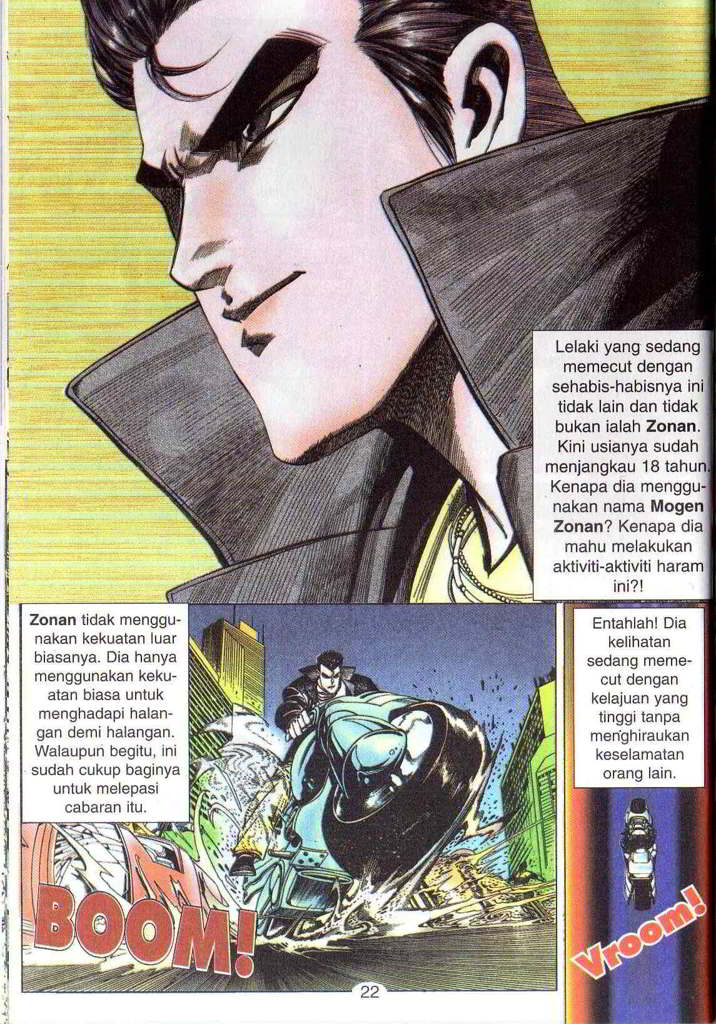 Lelaki yang sedang
memecut dengan
sehabis-habisnya ini
tidak lain dan tidak
bukan ialah Zonan.
Kini usianya sudah
menjangkau 18 tahun.
Kenapa dia menggu-
nakan nama Mogen
Zonan? Kenapa dia
mahu melakukan
aktiviti-aktiviti haram
ini?!
Zonan tidak menggu-
nakan kekuatan luar
biasanya. Dia hanya
menggunakan keku-
atan biasa untuk
menghadapi halan-
gan demi halangan.
Walaupun begitu, ini
sudah cukup baginya
untuk melepasi
cabaran itu.
BOOM!
Entahlah! Dia
kelihatan
sedang meme-
cut dengan
kelajuan yang
tinggi tanpa
menghiraukan
keselamatan
orang lain.
Vroom!
22